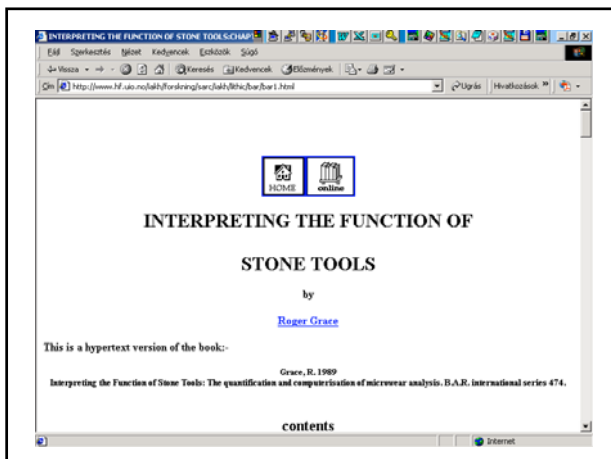 INTERPRETING THE FUNCTION OF STONE TOOLS:CHAP
Fájl Szerkesztés Nézet Kedvencek Eszközök Súgó
Vissza Keresés Kedvencek Előzmények
Cím http://www.hf.uio.no/iakh/forskning/sarc/iakh/lithic/bar/bar1.html Ugrás Hivatkozások »
HOME online
INTERPRETING THE FUNCTION OF
STONE TOOLS
by
Roger Grace
This is a hypertext version of the book:-
Grace, R. 1989
Interpreting the Function of Stone Tools: The quantification and computerisation of microwear analysis. B.A.R. international series 474.
contents
Internet